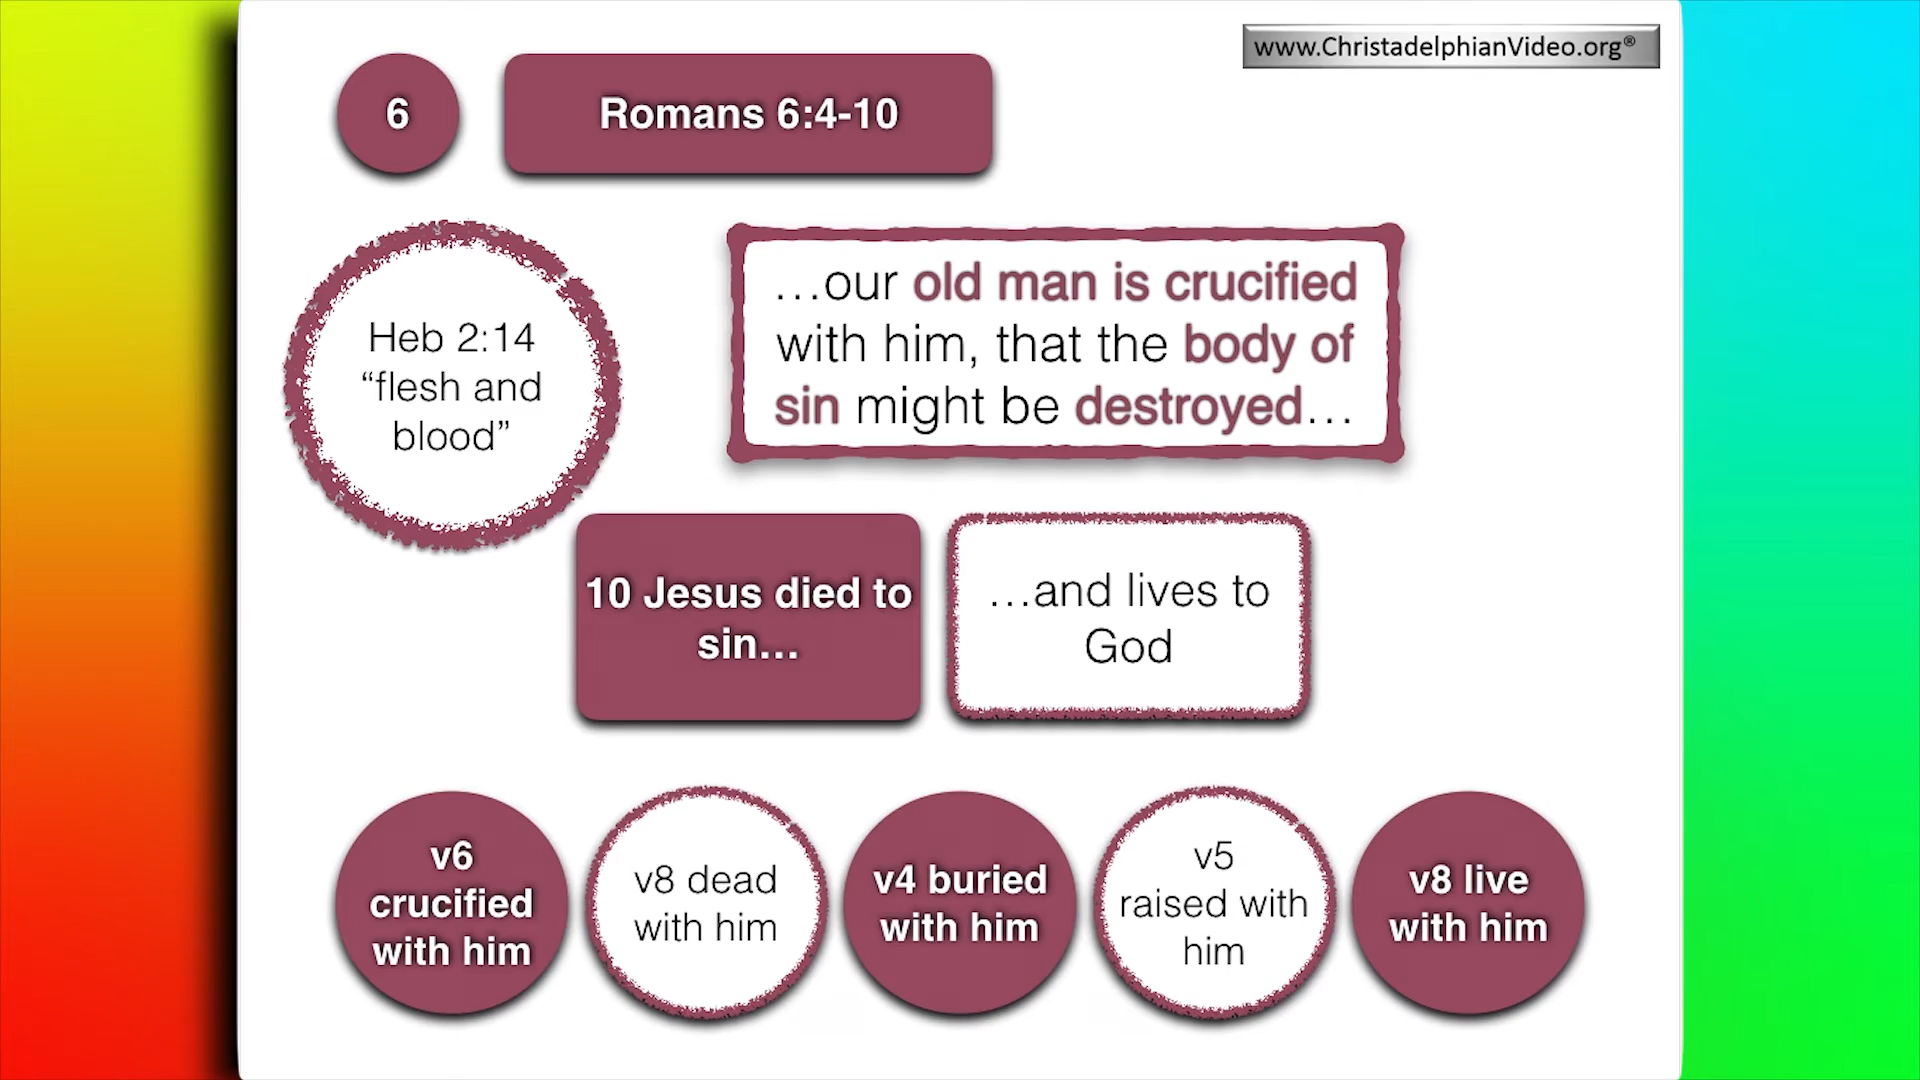 www.ChristadelphianVideo.org®
6
Romans 6:4-10
Heb 2:14
“flesh and
blood”
…our old man is crucified
with him, that the body of
sin might be destroyed…
10 Jesus died to
sin…
…and lives to
God
v6
crucified
with him
v8 dead
with him
v4 buried
with him
v5
raised with
him
v8 live
with him